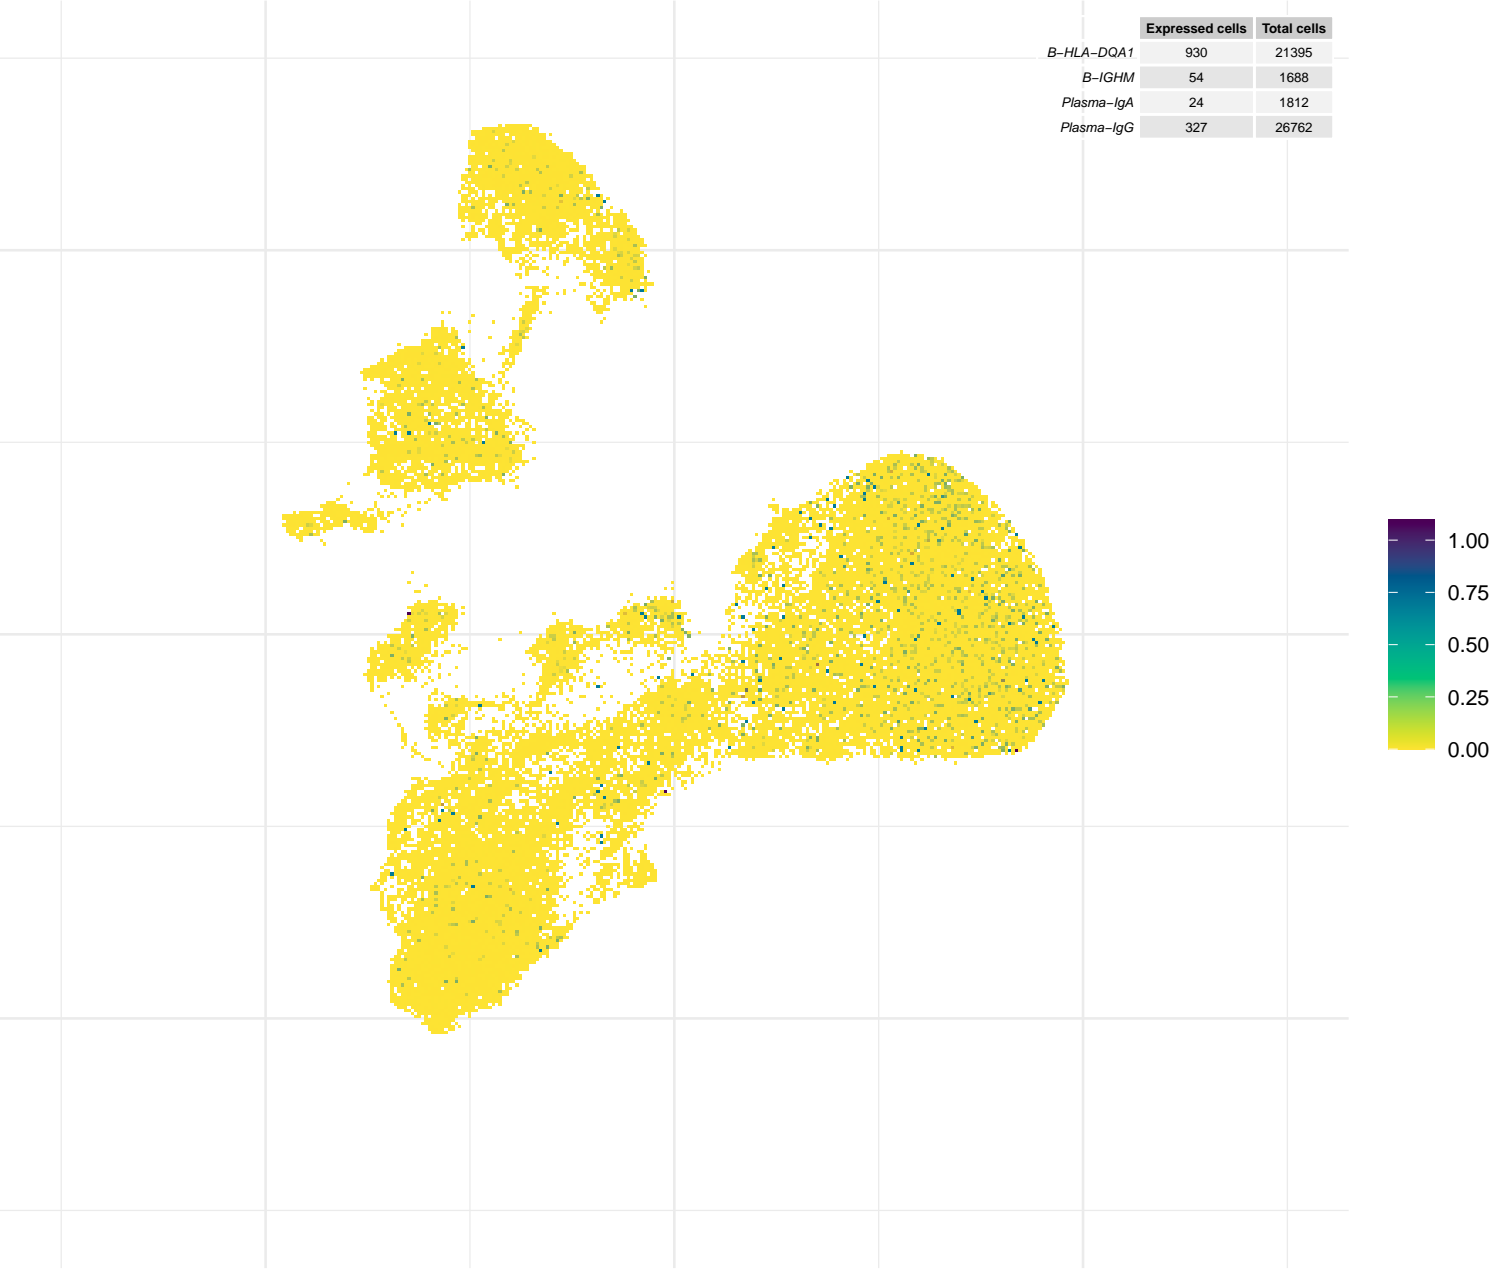 Expressed cells Total cells
B−HLA−DQA1 930 21395
B−IGHM 54 1688
Plasma−IgA 24 1812
Plasma−IgG 327 26762
1.00
0.75
0.50
0.25
0.00